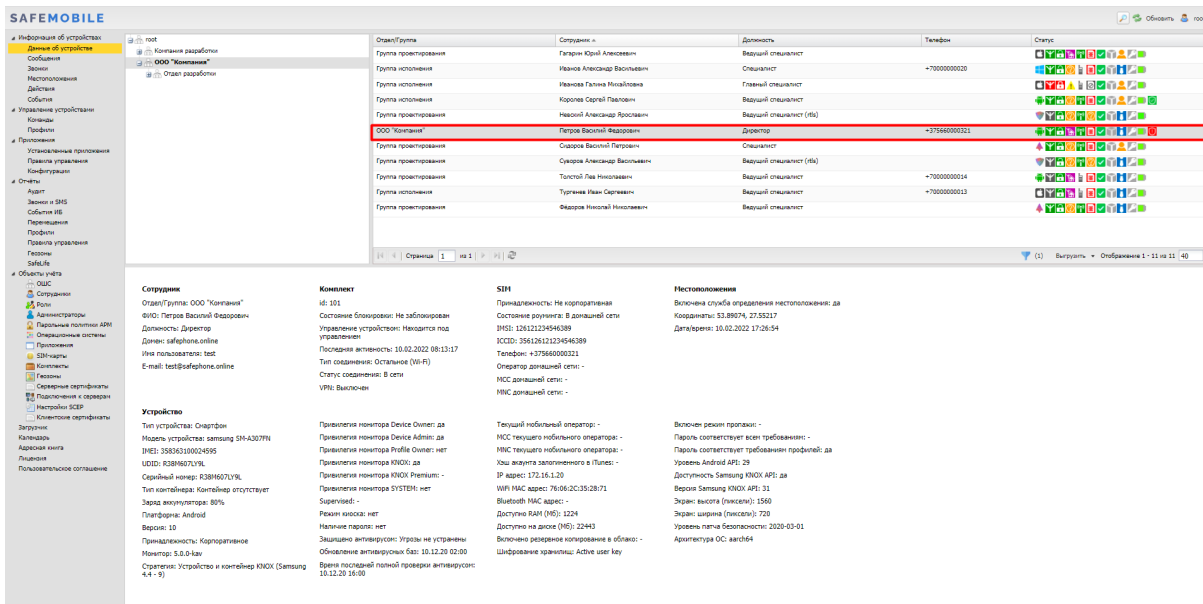 SAFEMOBILE
Обновить
root
Информация об устройствах
Данные об устройстве
Сообщения
Звонки
Местоположения
Действия
События
Управление устройствами
Команды
Профили
Приложения
Установленные приложения
Правила управления
Конфигурации
Отчёты
Аудит
Звонки и SMS
События ИБ
Перемещения
Профили
Правила управления
Геозоны
SafeLife
Объекты учёта
ОШС
Сотрудники
Роли
Администраторы
Парольные политики АРМ
Операционные системы
Приложения
SIM-карты
Комплекты
Геозоны
Серверные сертификаты
Подключения к серверам
Настройки SCEP
Клиентские сертификаты
Загрузчик
Календарь
Адресная книга
Лицензия
Пользовательское соглашение
root
Компания разработки
ООО "Компания"
Отдел разработки
Отдел/Группа Сотрудник Должность Телефон Статус
Группа проектирования Гагарин Юрий Алексеевич Ведущий специалист
Группа исполнения Иванов Александр Васильевич Специалист +70000000020
Группа исполнения Иванова Галина Михайловна Главный специалист
Группа исполнения Королев Сергей Павлович Ведущий специалист
Группа проектирования Невский Александр Ярославич Ведущий специалист (rtls)
ООО "Компания" Петров Василий Федорович Директор +375660000321
Группа проектирования Сидоров Василий Петрович Специалист
Группа проектирования Суворов Александр Васильевич Ведущий специалист (rtls)
Группа проектирования Толстой Лев Николаевич Ведущий специалист +70000000014
Группа исполнения Тургенев Иван Сергеевич Ведущий специалист +70000000013
Группа проектирования Фёдоров Николай Николаевич Ведущий специалист
Страница 1 из 1
(1) Выгрузить Отображение 1 - 11 из 11 40
Сотрудник
Отдел/Группа: ООО "Компания"
ФИО: Петров Василий Федорович
Должность: Директор
Домен: safephone.online
Имя пользователя: test
E-mail: test@safephone.online
Комплект
id: 101
Состояние блокировки: Не заблокирован
Управление устройством: Находится под
управлением
Последняя активность: 10.02.2022 08:13:17
Тип соединения: Остальное (Wi-Fi)
Статус соединения: В сети
VPN: Выключен
SIM
Принадлежность: Не корпоративная
Состояние роуминга: В домашней сети
IMSI: 126121234546389
ICCID: 356126121234546389
Телефон: +375660000321
Оператор домашней сети: -
MCC домашней сети: -
MNC домашней сети: -
Местоположения
Включена служба определения местоположения: да
Координаты: 53.89074, 27.55217
Дата/время: 10.02.2022 17:26:54
Устройство
Тип устройства: Смартфон
Модель устройства: samsung SM-A307FN
IMEI: 358363100024595
UDID: R38M607LY9L
Серийный номер: R38M607LY9L
Тип контейнера: Контейнер отсутствует
Заряд аккумулятора: 80%
Платформа: Android
Версия: 10
Принадлежность: Корпоративное
Монитор: 5.0.0-kav
Стратегия: Устройство и контейнер KNOX (Samsung
4.4 - 9)
Привилегия монитора Device Owner: да
Привилегия монитора Device Admin: да
Привилегия монитора Profile Owner: нет
Привилегия монитора KNOX: да
Привилегия монитора KNOX Premium: -
Привилегия монитора SYSTEM: нет
Supervised: -
Режим киоска: нет
Наличие пароля: нет
Защищено антивирусом: Угрозы не устранены
Обновление антивирусных баз: 10.12.20 02:00
Время последней полной проверки антивирусом:
10.12.20 16:00
Текущий мобильный оператор: -
MCC текущего мобильного оператора: -
MNC текущего мобильного оператора: -
Хэш акаунта залогиненного в iTunes: -
IP адрес: 172.16.1.20
WiFi MAC адрес: 76:06:2C:35:28:71
Bluetooth MAC адрес: -
Доступно RAM (Мб): 1224
Доступно на диске (Мб): 22443
Включено резервное копирование в облако: -
Шифрование хранилищ: Active user key
Включен режим пропажи: -
Пароль соответствует всем требованиям: -
Пароль соответствует требованиям профилей: да
Уровень Android API: 29
Доступность Samsung KNOX API: да
Версия Samsung KNOX API: 31
Экран: высота (пиксели): 1560
Экран: ширина (пиксели): 720
Уровень патча безопасности: 2020-03-01
Архитектура ОС: aarch64